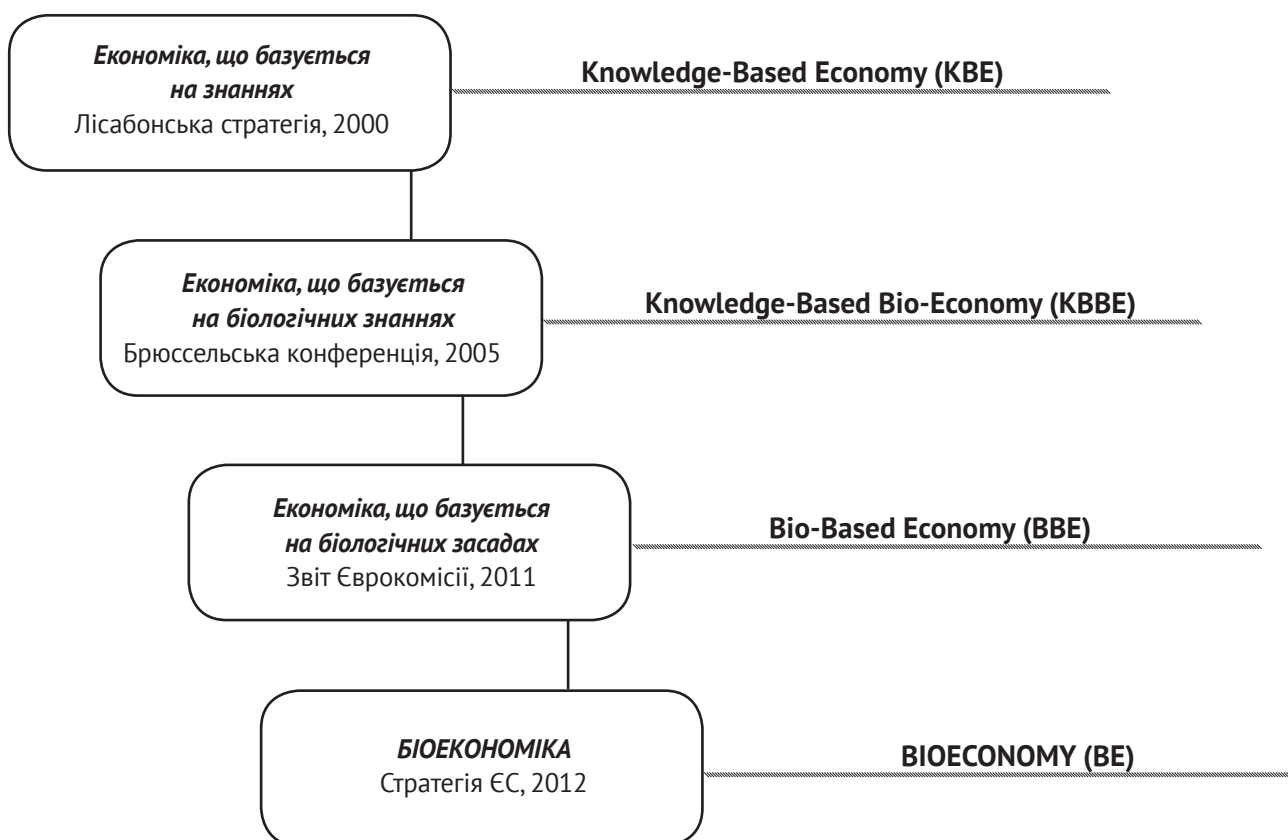 Економіка, що базується
на знаннях
Лісабонська стратегія, 2000
Knowledge-Based Economy (KBE)
Економіка, що базується
на біологічних знаннях
Брюссельська конференція, 2005
Knowledge-Based Bio-Economy (KBBE)
Економіка, що базується
на біологічних засадах
Звіт Єврокомісії, 2011
Bio-Based Economy (BBE)
БІОЕКОНОМІКА
Стратегія ЄС, 2012
BIOECONOMY (BE)